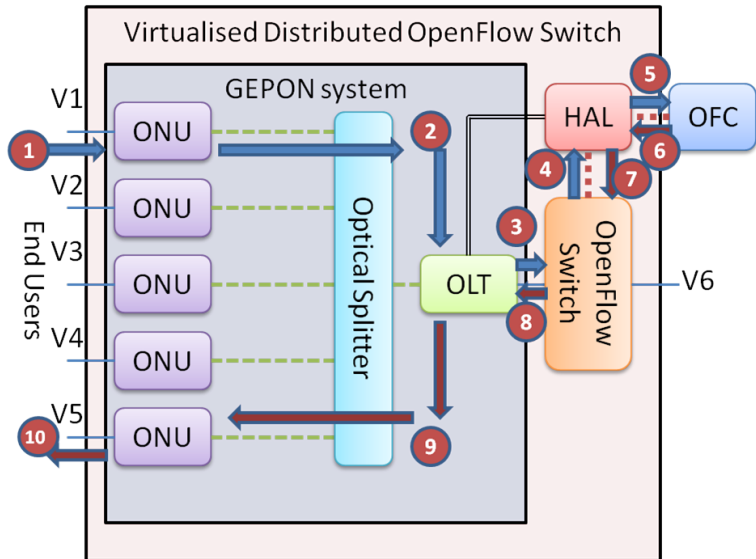 Virtualised Distributed OpenFlow Switch
GEPON system
V1
ONU
1
2
HAL
5
OFC
6
4
7
V2
ONU
Optical Splitter
End Users
V3
ONU
OLT
3
OpenFlow
Switch
V6
8
V4
ONU
V5
ONU
9
10